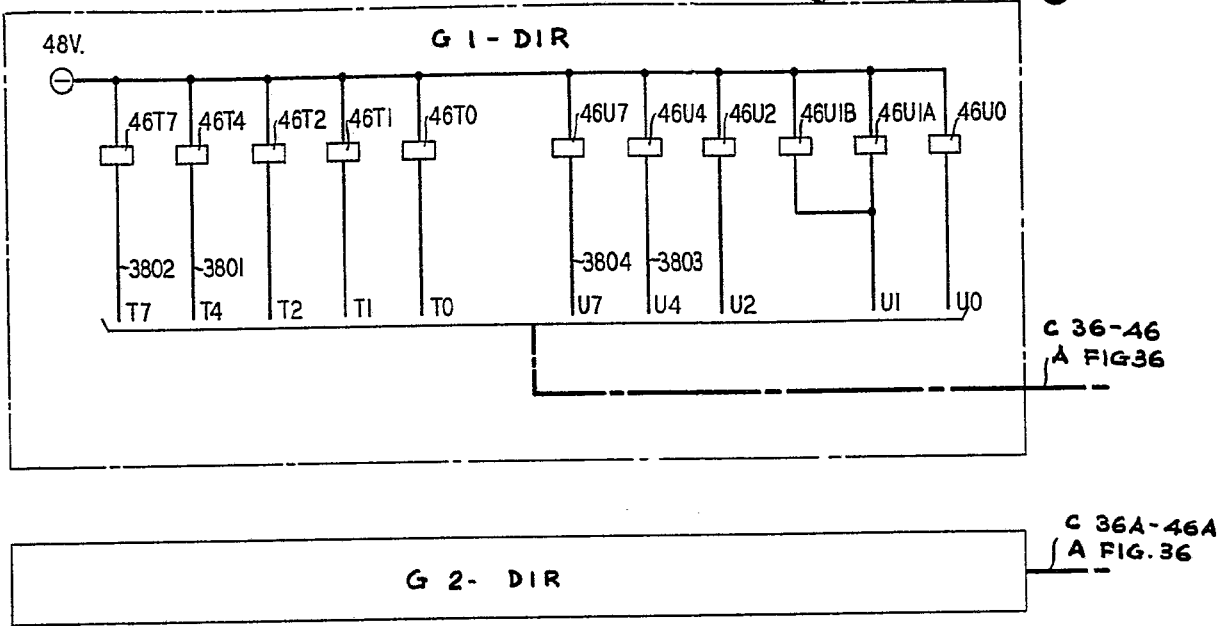 G 1 - DIR
48V.
46T7 46T4 46T2 46T1 46T0 46U7 46U4 46U2 46U1B 46U1A 46U0
3802 3801 3804 3803
T7 T4 T2 T1 T0 U7 U4 U2 U1 U0
C 36-46
A FIG36
C 36A-46A
A FIG.36
G 2- DIR